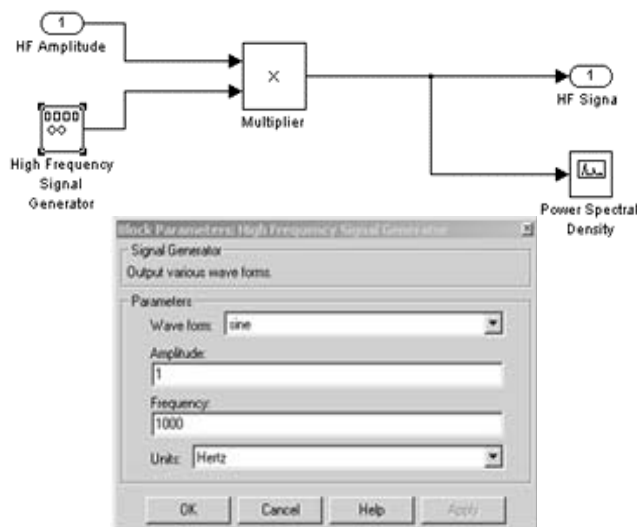 1
HF Amplitude
×
Multiplier
1
HF Signa
High Frequency
Signal
Generator
Power Spectral
Density
Block Parameters: High Frequency Signal Generator
Signal Generator
Output various wave forms.
Parameters
Wave form: sine
Amplitude:
1
Frequency:
1000
Units: Hertz
OK
Cancel
Help
Apply